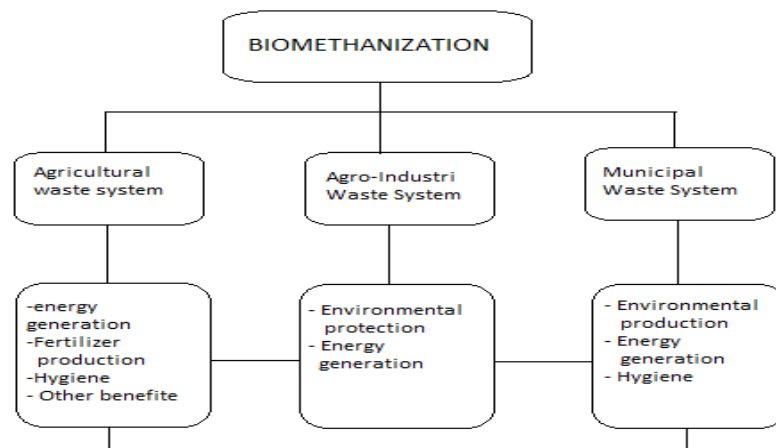 BIOMETHANIZATION
Agricultural
waste system
Agro-Industri
Waste System
Municipal
Waste System
-energy
generation
-Fertilizer
production
-Hygiene
- Other benefite
- Environmental
protection
- Energy
generation
- Environmental
production
- Energy
generation
- Hygiene